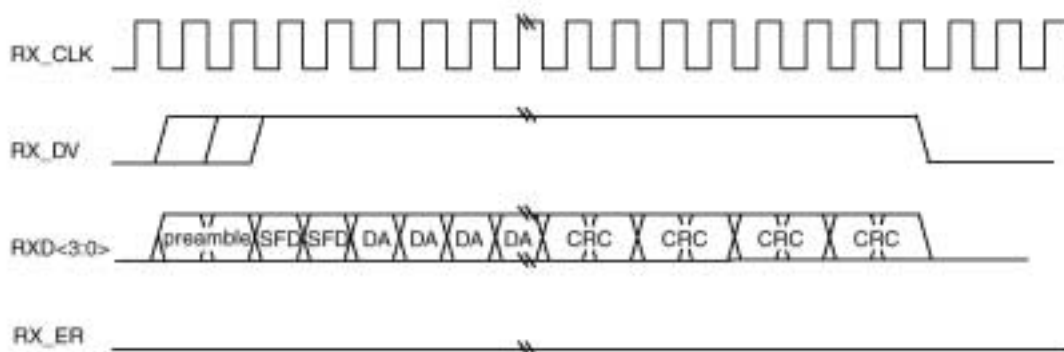 RX_CLK
RX_DV
RXD<3:0> preamble SFD SFD DA DA DA DA CRC CRC CRC CRC
RX_ER